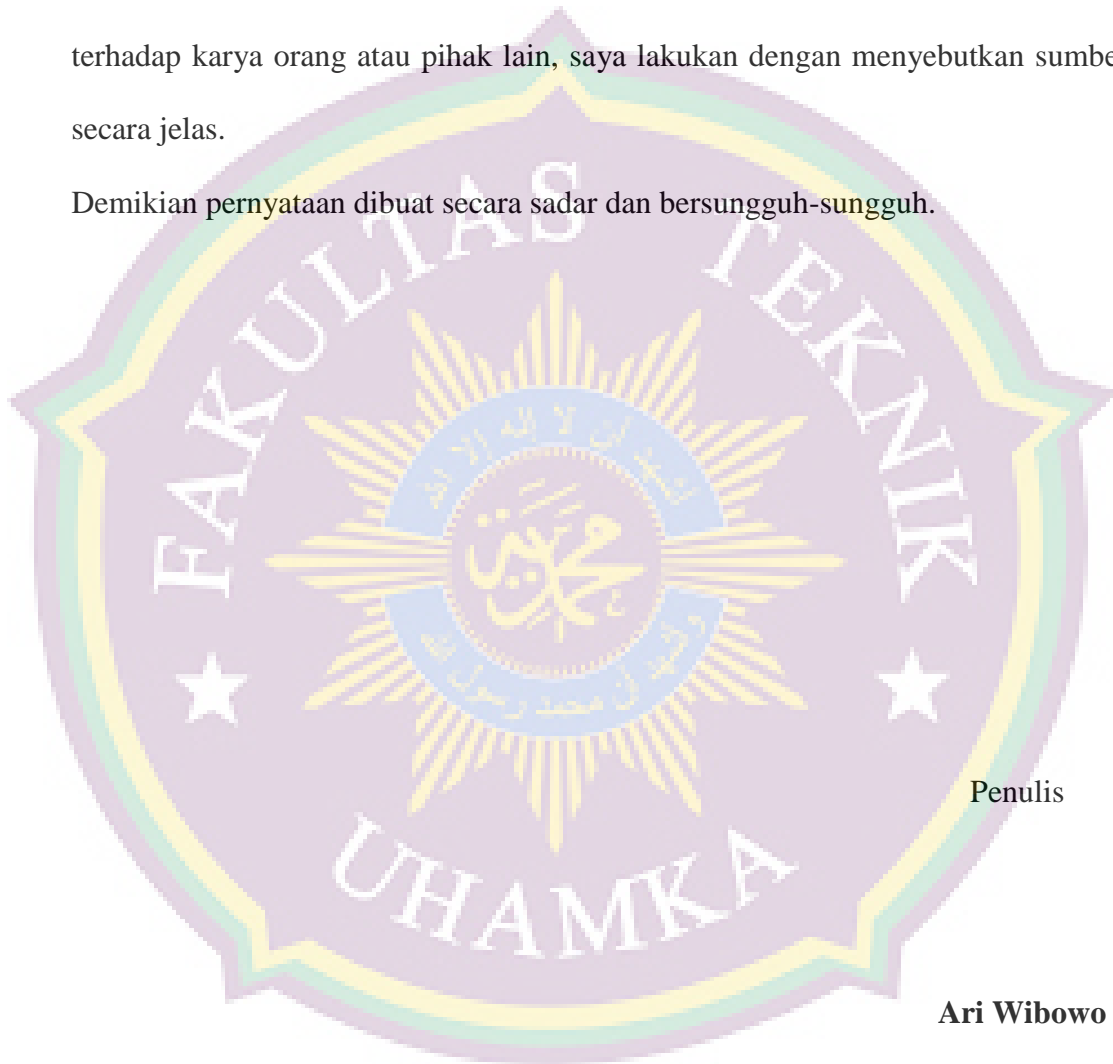 terhadap karya orang atau pihak lain, saya lakukan dengan menyebutkan sumbe
secara jelas.
Demikian pernyataan dibuat secara sadar dan bersungguh-sungguh.
FAKULTAS TEKNIK
محمدية
UHAMKA
Penulis
Ari Wibowo